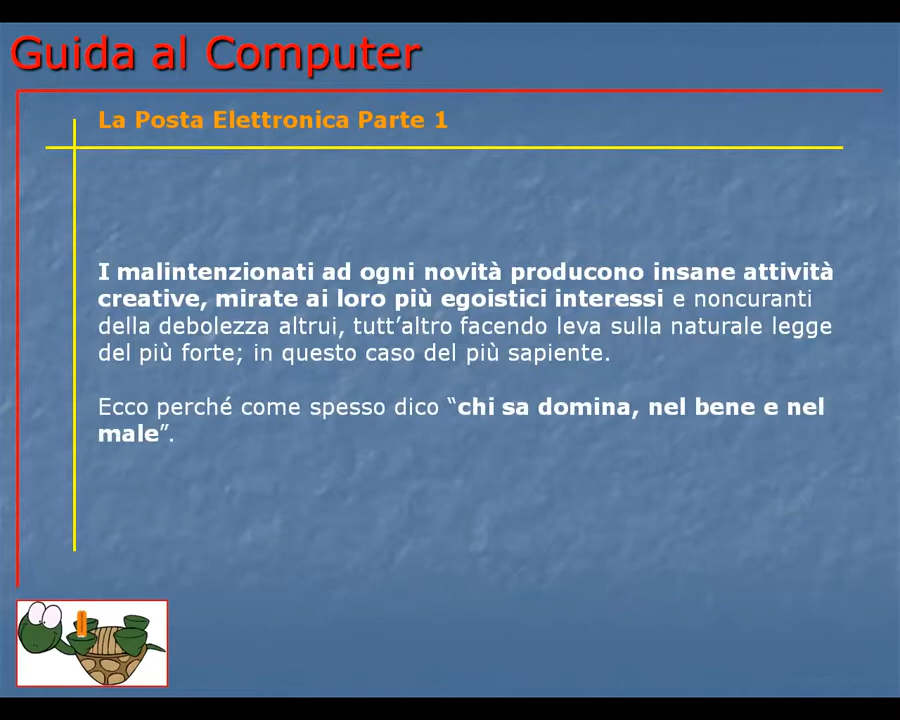 Guida al Computer
La Posta Elettronica Parte 1
I malintenzionati ad ogni novità producono insane attività
creative, mirate ai loro più egoistici interessi e noncuranti
della debolezza altrui, tutt’altro facendo leva sulla naturale legge
del più forte; in questo caso del più sapiente.
Ecco perché come spesso dico “chi sa domina, nel bene e nel
male”.